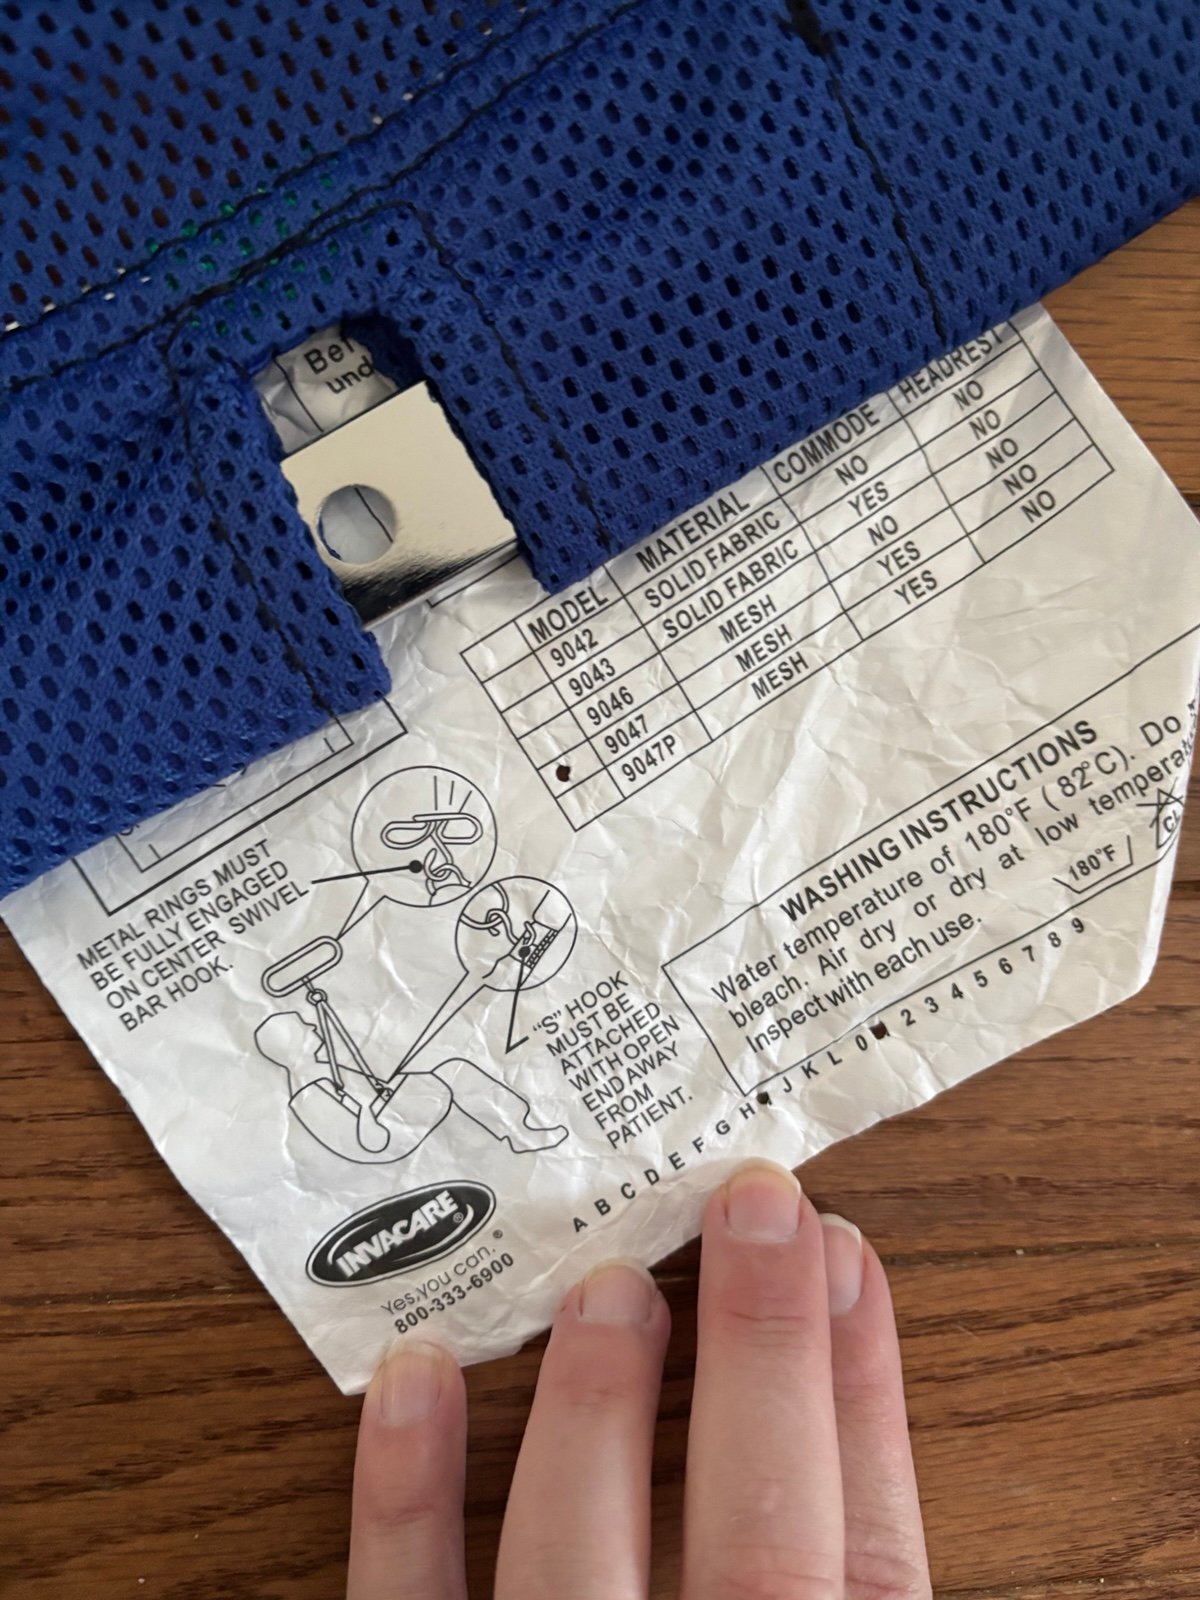 Bel
und
MODEL MATERIAL COMMODE HEADREST
9042 SOLID FABRIC NO NO
9043 SOLID FABRIC YES NO
9046 MESH NO NO
9047 MESH YES NO
9047P MESH YES NO
METAL RINGS MUST
BE FULLY ENGAGED
ON CENTER SWIVEL
BAR HOOK.
"S" HOOK
MUST BE
ATTACHED
WITH OPEN
END AWAY
FROM
PATIENT.
WASHING INSTRUCTIONS
Water temperature of 180°F ( 82°C). Do
bleach. Air dry or dry at low tempera
Inspect with each use.
180°F
CL
A B C D E F G H J K L 0 2 3 4 5 6 7 8 9
INVACARE®
Yes, you can.®
800-333-6900